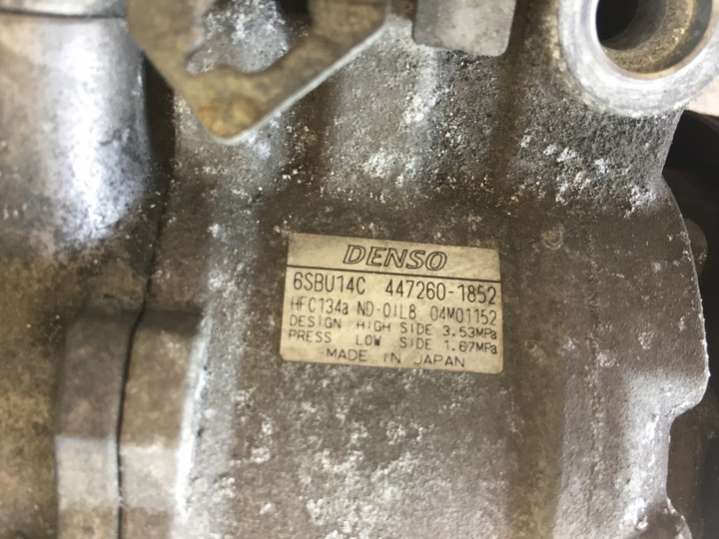 DENSO
6SBU14C 447260-1852
HFC134a ND-OIL8 04M01152
DESIGN HIGH SIDE 3.53MPa
PRESS LOW SIDE 1.67MPa
MADE IN JAPAN